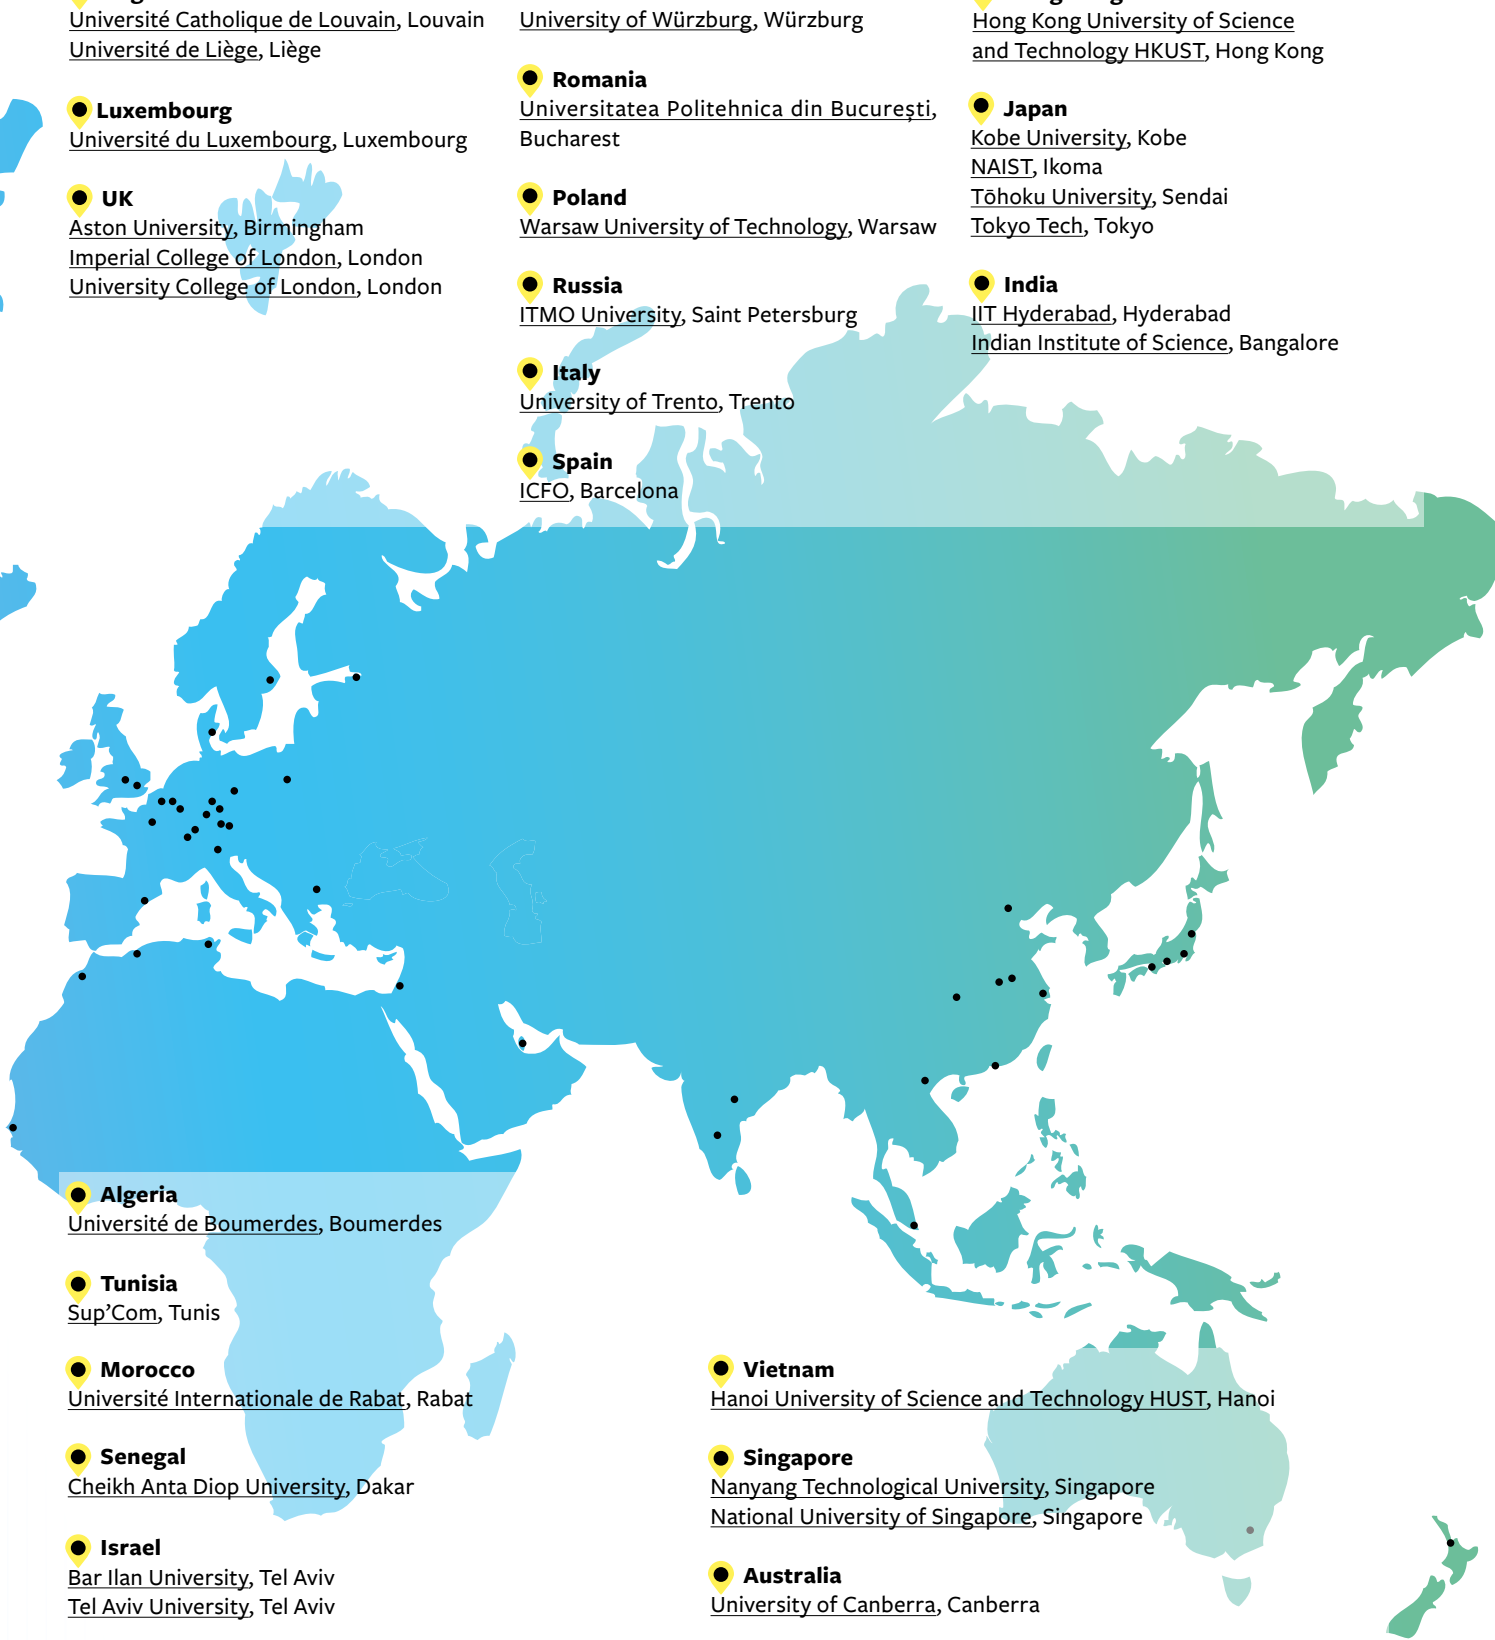 Université Catholique de Louvain, Louvain
Université de Liège, Liège
Luxembourg
Université du Luxembourg, Luxembourg
UK
Aston University, Birmingham
Imperial College of London, London
University College of London, London
University of Würzburg, Würzburg
Romania
Universitatea Politehnica din București,
Bucharest
Poland
Warsaw University of Technology, Warsaw
Russia
ITMO University, Saint Petersburg
Italy
University of Trento, Trento
Spain
ICFO, Barcelona
Hong Kong University of Science
and Technology HKUST, Hong Kong
Japan
Kobe University, Kobe
NAIST, Ikoma
Tōhoku University, Sendai
Tokyo Tech, Tokyo
India
IIT Hyderabad, Hyderabad
Indian Institute of Science, Bangalore
Algeria
Université de Boumerdes, Boumerdes
Tunisia
Sup’Com, Tunis
Morocco
Université Internationale de Rabat, Rabat
Senegal
Cheikh Anta Diop University, Dakar
Israel
Bar Ilan University, Tel Aviv
Tel Aviv University, Tel Aviv
Vietnam
Hanoi University of Science and Technology HUST, Hanoi
Singapore
Nanyang Technological University, Singapore
National University of Singapore, Singapore
Australia
University of Canberra, Canberra